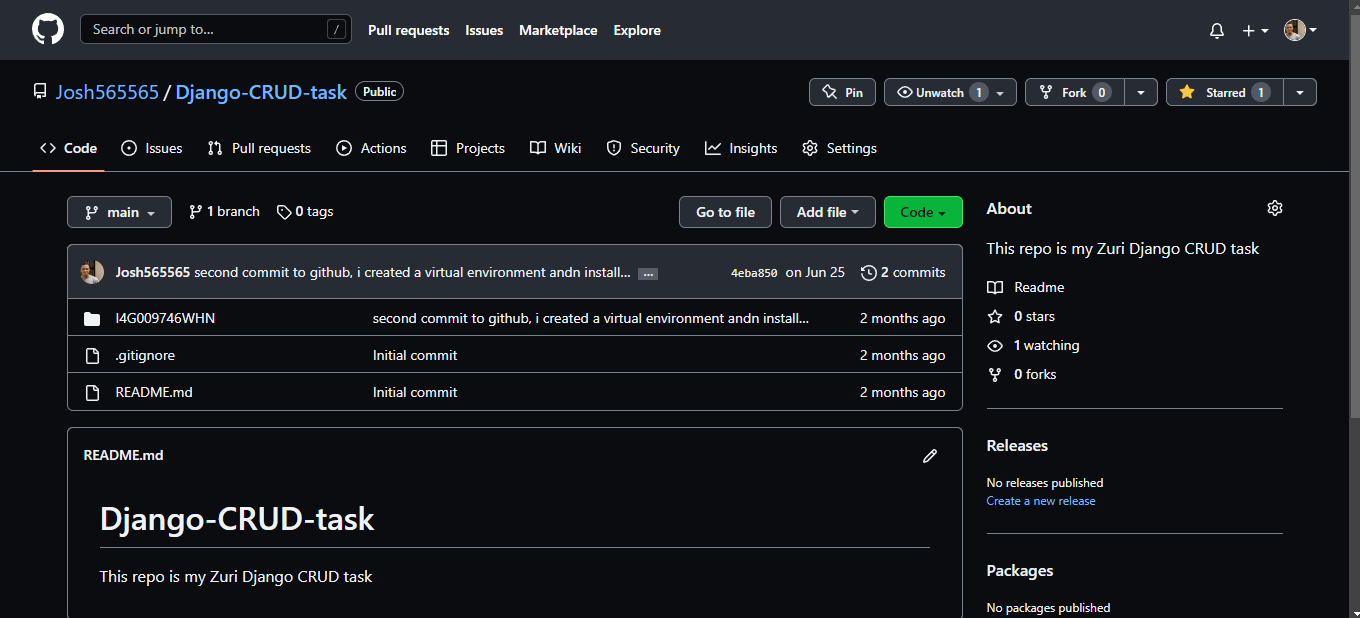 Search or jump to... / Pull requests Issues Marketplace Explore
Josh565565 / Django-CRUD-task Public Pin Unwatch 1 Fork 0 Starred 1
Code Issues Pull requests Actions Projects Wiki Security Insights Settings
main 1 branch 0 tags Go to file Add file Code
Josh565565 second commit to github, i created a virtual environment andn install... ... 4eba850 on Jun 25 2 commits
I4G009746WHN second commit to github, i created a virtual environment andn install... 2 months ago
.gitignore Initial commit 2 months ago
README.md Initial commit 2 months ago
README.md
Django-CRUD-task
This repo is my Zuri Django CRUD task
About
This repo is my Zuri Django CRUD task
Readme
0 stars
1 watching
0 forks
Releases
No releases published
Create a new release
Packages
No packages published